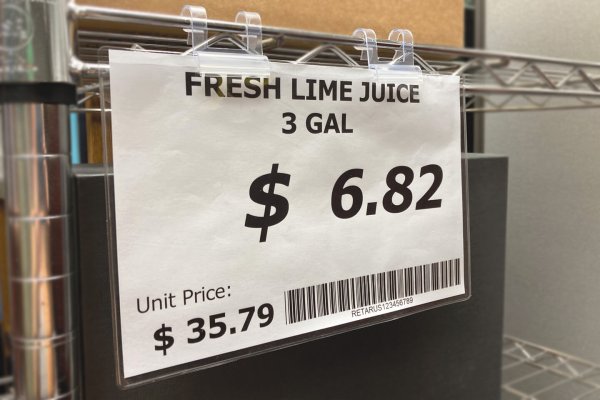 FRESH LIME JUICE
3 GAL
$ 6.82
Unit Price:
$ 35.79
RETARUS123456789